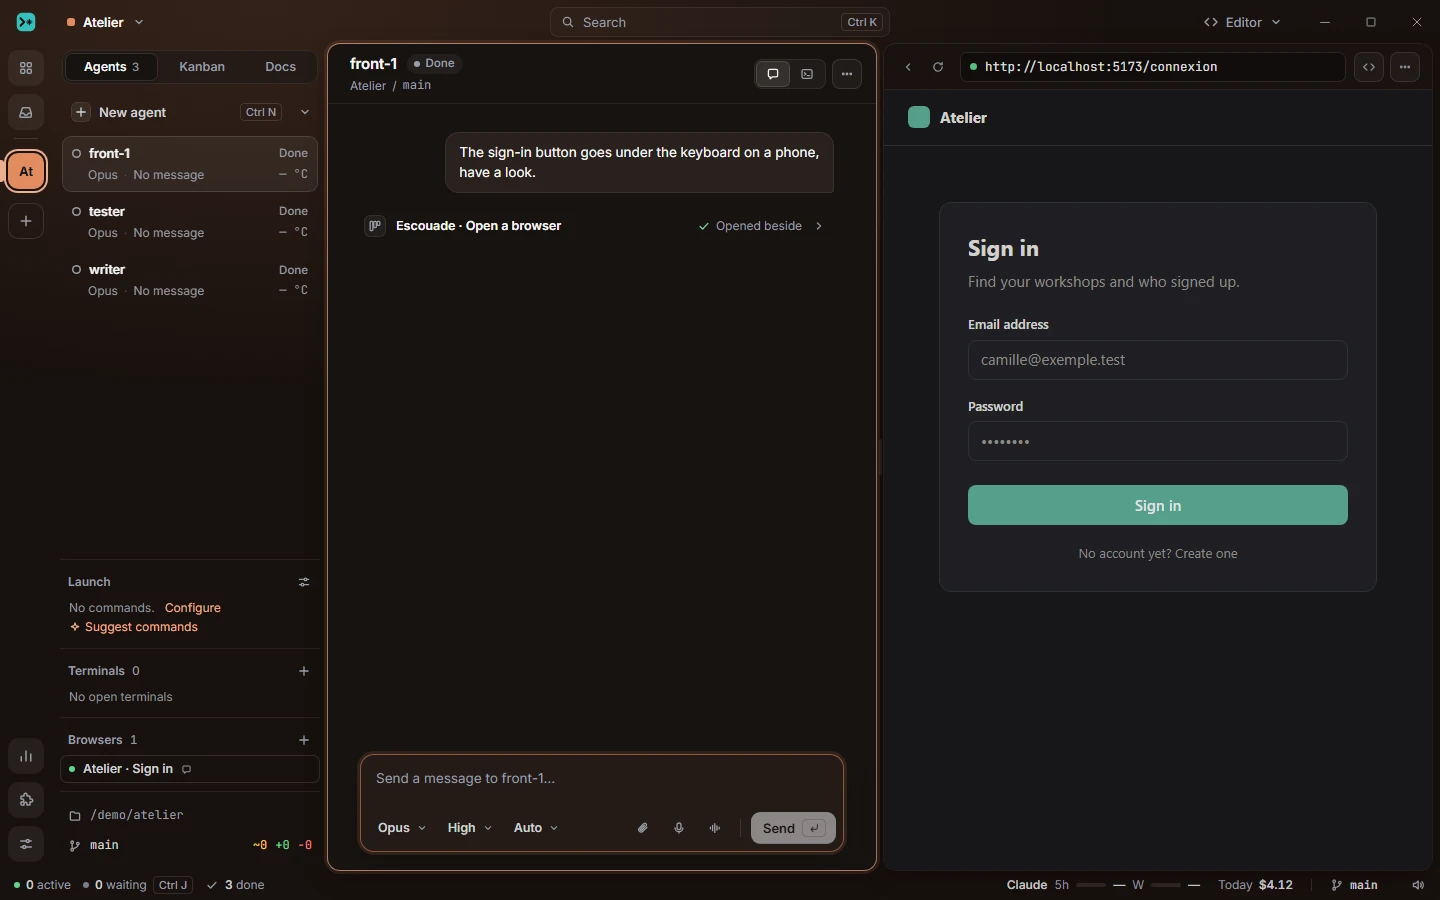 Atelier
Search
Ctrl K
Editor
Agents 3
Kanban
Docs
New agent
Ctrl N
At
front-1
Done
Opus · No message
— °C
tester
Done
Opus · No message
— °C
writer
Done
Opus · No message
— °C
Launch
No commands. Configure
Suggest commands
Terminals 0
No open terminals
Browsers 1
Atelier · Sign in
/demo/atelier
main
~0 +0 -0
front-1
Done
Atelier / main
The sign-in button goes under the keyboard on a phone,
have a look.
Escouade · Open a browser
Opened beside
Send a message to front-1...
Opus
High
Auto
Send
http://localhost:5173/connexion
Atelier
Sign in
Find your workshops and who signed up.
Email address
camille@exemple.test
Password
••••••••
Sign in
No account yet? Create one
0 active
0 waiting
Ctrl J
3 done
Claude 5h — W —
Today $4.12
main